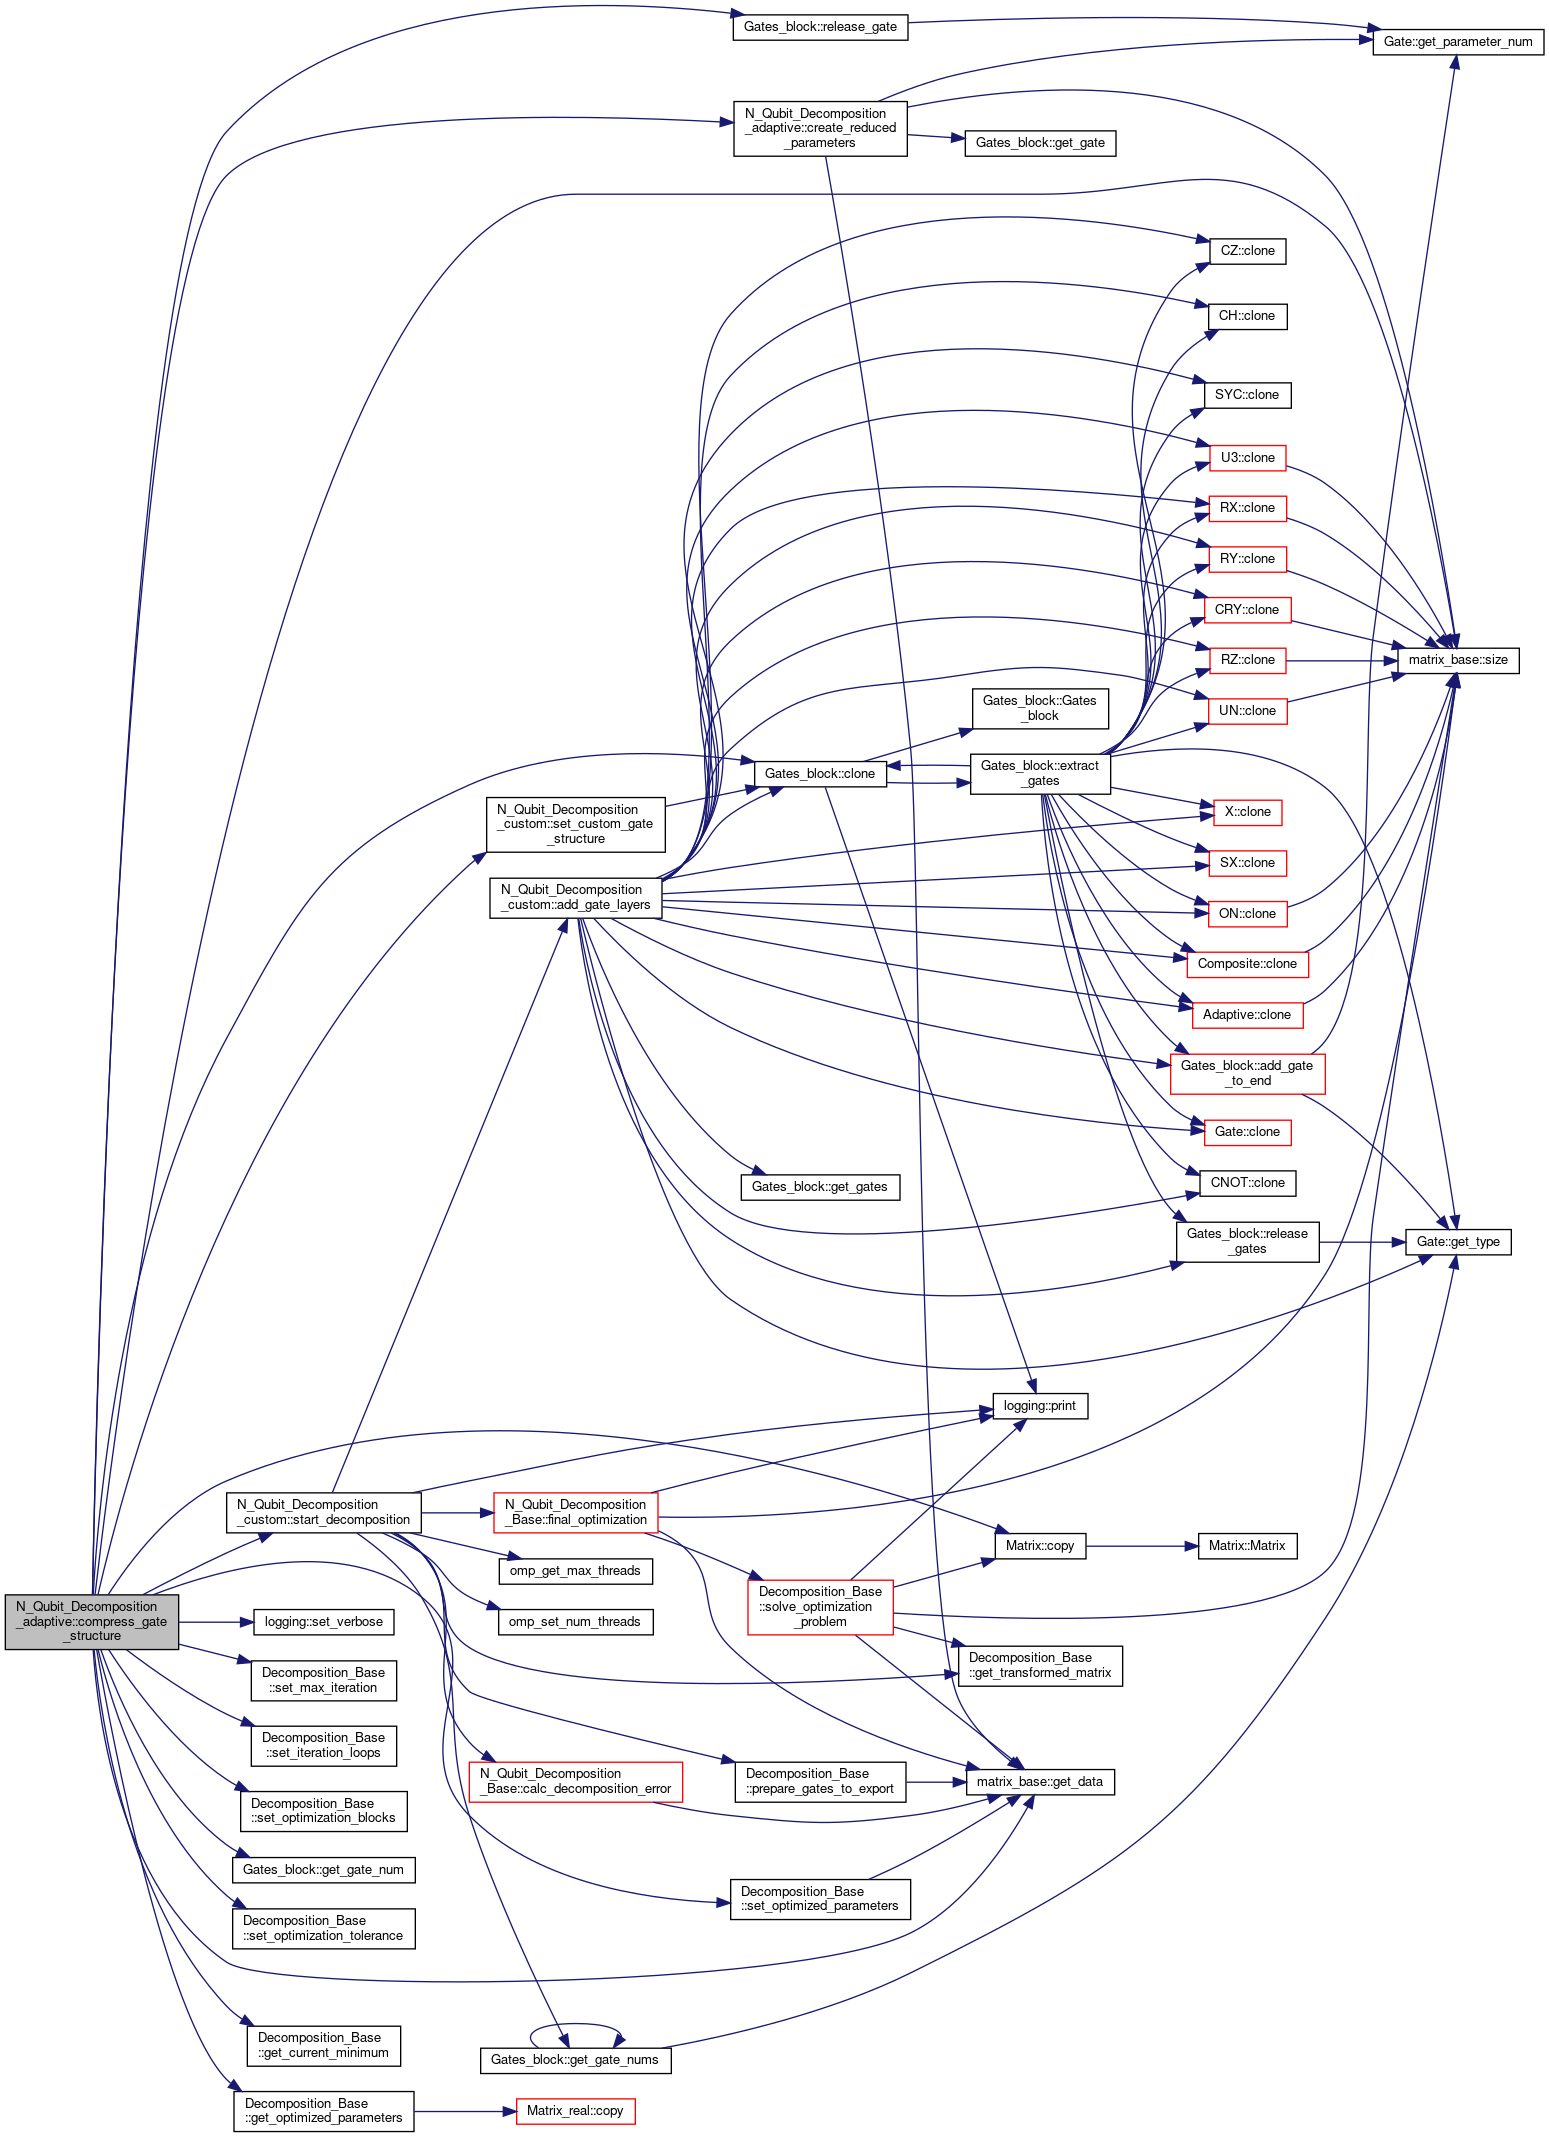 Gates_block::release_gate
Gate::get_parameter_num
N_Qubit_Decomposition
_adaptive::create_reduced
_parameters
Gates_block::get_gate
CZ::clone
CH::clone
SYC::clone
U3::clone
RX::clone
RY::clone
CRY::clone
RZ::clone
matrix_base::size
Gates_block::Gates
_block
UN::clone
Gates_block::clone
Gates_block::extract
_gates
N_Qubit_Decomposition
_custom::set_custom_gate
_structure
X::clone
SX::clone
N_Qubit_Decomposition
_custom::add_gate_layers
ON::clone
Composite::clone
Adaptive::clone
Gates_block::add_gate
_to_end
Gate::clone
Gates_block::get_gates
CNOT::clone
Gates_block::release
_gates
Gate::get_type
logging::print
N_Qubit_Decomposition
_custom::start_decomposition
N_Qubit_Decomposition
_Base::final_optimization
Matrix::copy
Matrix::Matrix
omp_get_max_threads
N_Qubit_Decomposition
_adaptive::compress_gate
_structure
logging::set_verbose
omp_set_num_threads
Decomposition_Base
::solve_optimization
_problem
Decomposition_Base
::get_transformed_matrix
Decomposition_Base
::set_max_iteration
Decomposition_Base
::set_iteration_loops
N_Qubit_Decomposition
_Base::calc_decomposition_error
Decomposition_Base
::prepare_gates_to_export
matrix_base::get_data
Decomposition_Base
::set_optimization_blocks
Gates_block::get_gate_num
Decomposition_Base
::set_optimized_parameters
Decomposition_Base
::set_optimization_tolerance
Decomposition_Base
::get_current_minimum
Gates_block::get_gate_nums
Decomposition_Base
::get_optimized_parameters
Matrix_real::copy